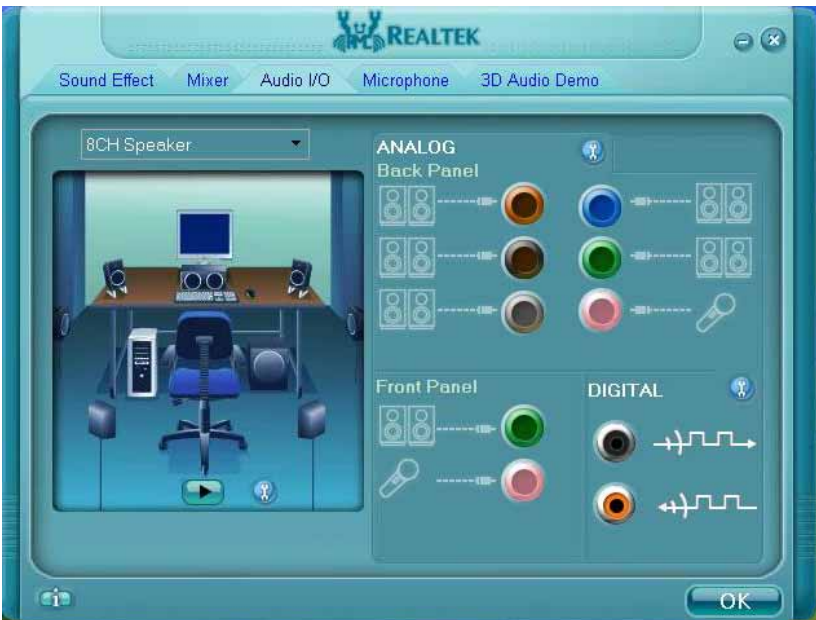 REALTEK
Sound Effect Mixer Audio I/O Microphone 3D Audio Demo
8CH Speaker
ANALOG
Back Panel
Front Panel
DIGITAL
OK